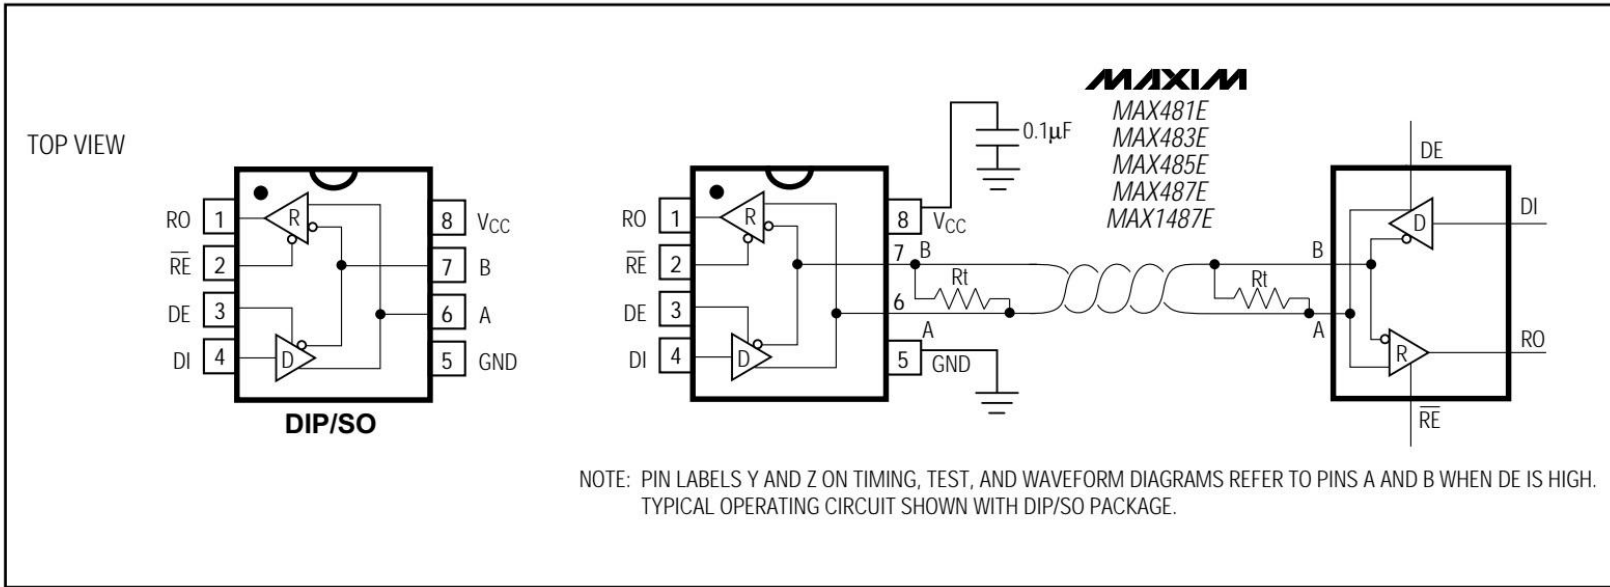 TOP VIEW
RO 1
RE 2
DE 3
DI 4
8 VCC
7 B
6 A
5 GND
R
D
DIP/SO
RO 1
RE 2
DE 3
DI 4
8 VCC
7 B
6 A
5 GND
R
D
0.1μF
MAXIM
MAX481E
MAX483E
MAX485E
MAX487E
MAX1487E
Rt
Rt
B
A
DE
DI
D
R
RO
RE
NOTE: PIN LABELS Y AND Z ON TIMING, TEST, AND WAVEFORM DIAGRAMS REFER TO PINS A AND B WHEN DE IS HIGH.
TYPICAL OPERATING CIRCUIT SHOWN WITH DIP/SO PACKAGE.